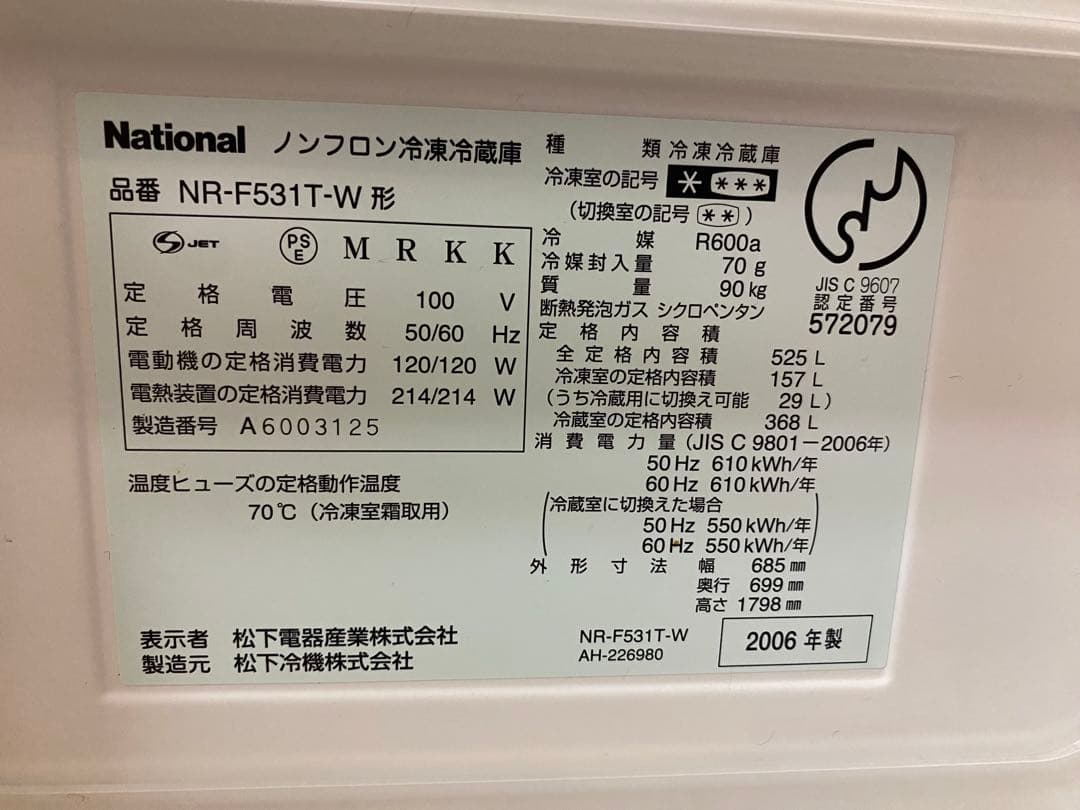 National ノンフロン冷凍冷蔵庫
品番 NR-F531T-W 形
JET PS E M R K K
定格電圧 100 V
定格周波数 50/60 Hz
電動機の定格消費電力 120/120 W
電熱装置の定格消費電力 214/214 W
製造番号 A6003125
温度ヒューズの定格動作温度
70℃(冷凍室霜取用)
表示者 松下電器産業株式会社
製造元 松下冷機株式会社
種類 冷凍冷蔵庫
冷凍室の記号 * ***
(切換室の記号 ** )
冷媒 R600a
冷媒封入量 70 g
質量 90 kg
断熱発泡ガス シクロペンタン
定格内容積
全定格内容積 525 L
冷凍室の定格内容積 157 L
(うち冷蔵用に切換え可能 29 L)
冷蔵室の定格内容積 368 L
消費電力量(JIS C 9801-2006年)
50 Hz 610 kWh/年
60 Hz 610 kWh/年
(冷蔵室に切換えた場合
50 Hz 550 kWh/年
60 Hz 550 kWh/年)
外形寸法 幅 685 mm
奥行 699 mm
高さ 1798 mm
NR-F531T-W
AH-226980
2006 年製
JIS C 9607
認定番号
572079